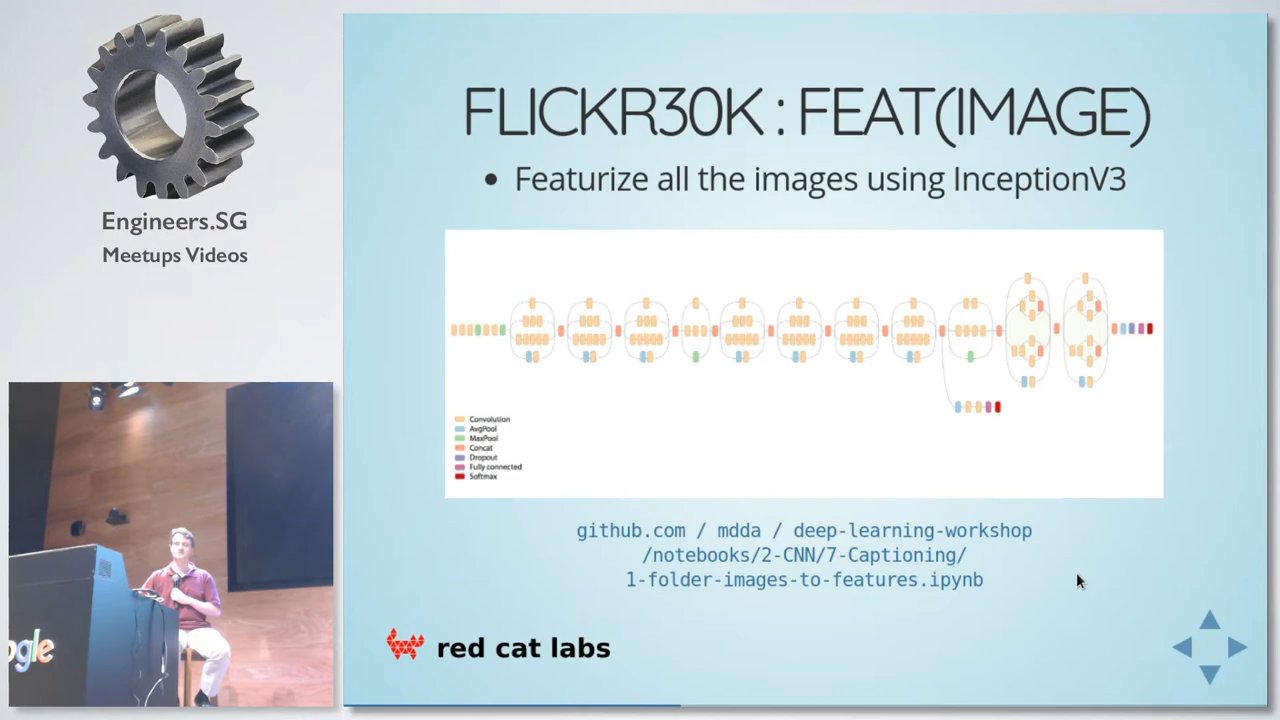 Engineers.SG
Meetups Videos
FLICKR30K : FEAT(IMAGE)
• Featurize all the images using InceptionV3
Convolution
AvgPool
MaxPool
Concat
Dropout
Fully connected
Softmax
github.com / mdda / deep-learning-workshop
/notebooks/2-CNN/7-Captioning/
1-folder-images-to-features.ipynb
red cat labs
ogle